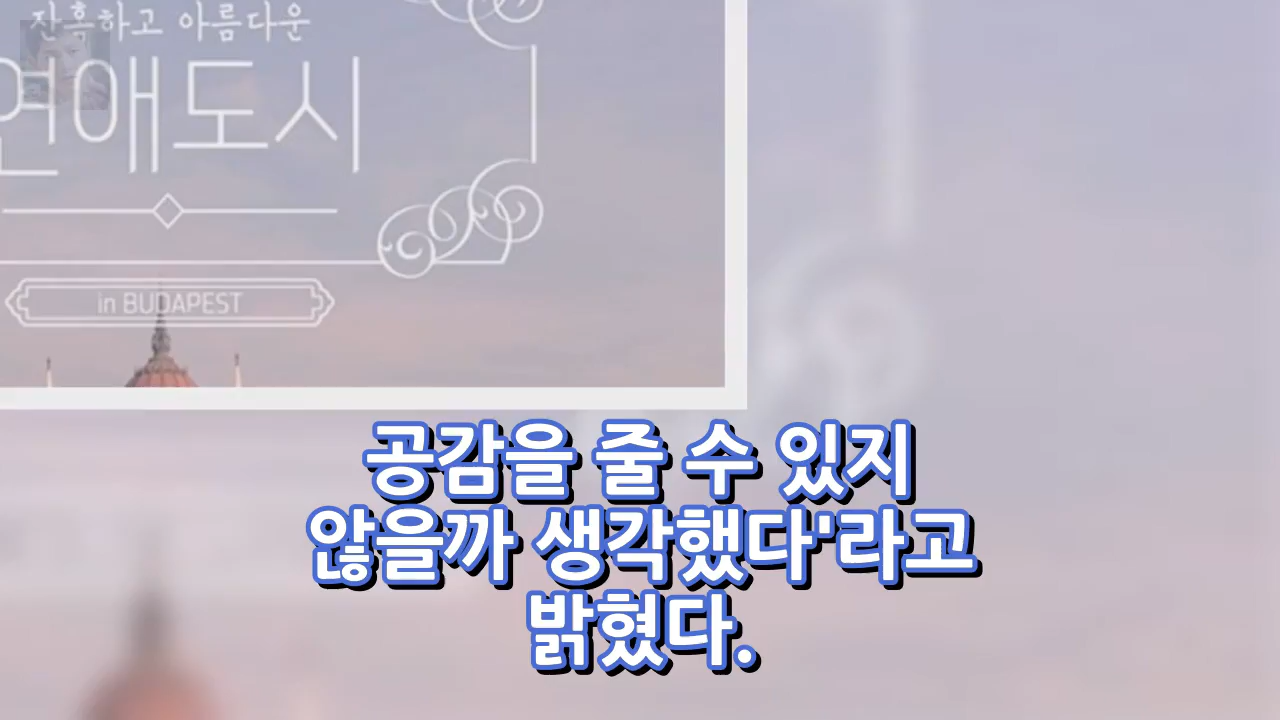 잔혹하고 아름다운
연애도시
in BUDAPEST
공감을 줄 수 있지
않을까 생각했다'라고
밝혔다.